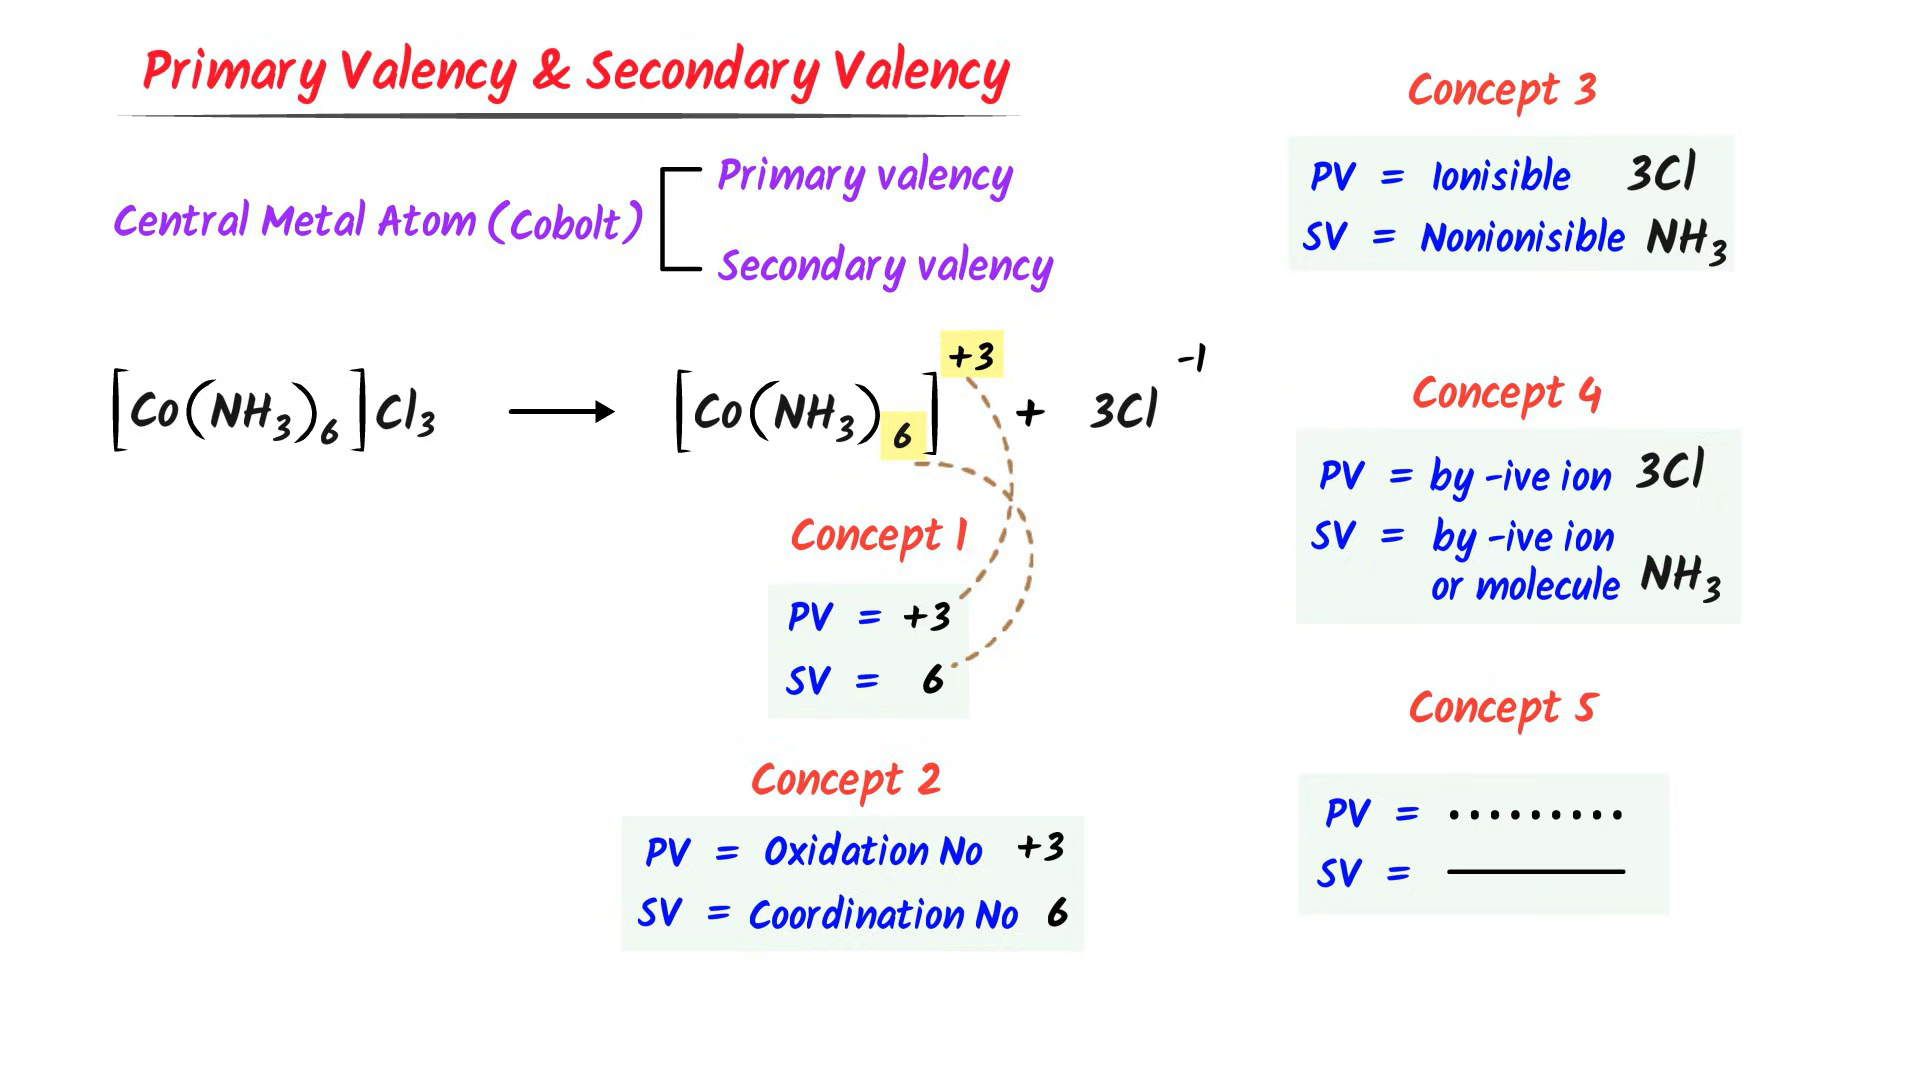 Primary Valency & Secondary Valency
Central Metal Atom (Cobolt)
Primary valency
Secondary valency
[Co(NH₃)₆]Cl₃ ⟶ [Co(NH₃)₆]⁺³ + 3Cl⁻¹
Concept 1
PV = +3
SV = 6
Concept 2
PV = Oxidation No +3
SV = Coordination No 6
Concept 3
PV = Ionisible 3Cl
SV = Nonionisible NH₃
Concept 4
PV = by -ive ion 3Cl
SV = by -ive ion
or molecule NH₃
Concept 5
PV = .........
SV = ______